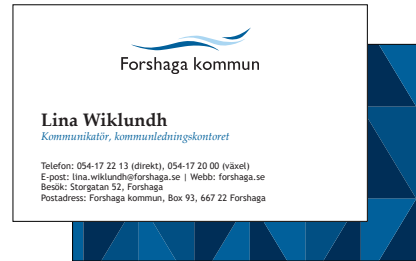 Forshaga kommun
Lina Wiklundh
Kommunikatör, kommunledningskontoret
Telefon: 054-17 22 13 (direkt), 054-17 20 00 (växel)
E-post: lina.wiklundh@forshaga.se | Webb: forshaga.se
Besök: Storgatan 52, Forshaga
Postadress: Forshaga kommun, Box 93, 667 22 Forshaga